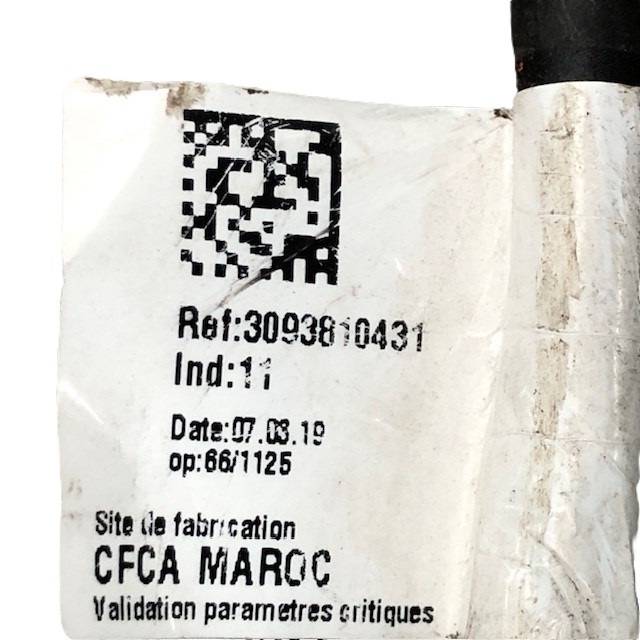 Ref:3093810431
Ind:11
Date:07.03.19
op:66/1125
Site de fabrication
CFCA MAROC
Validation parametres critiques